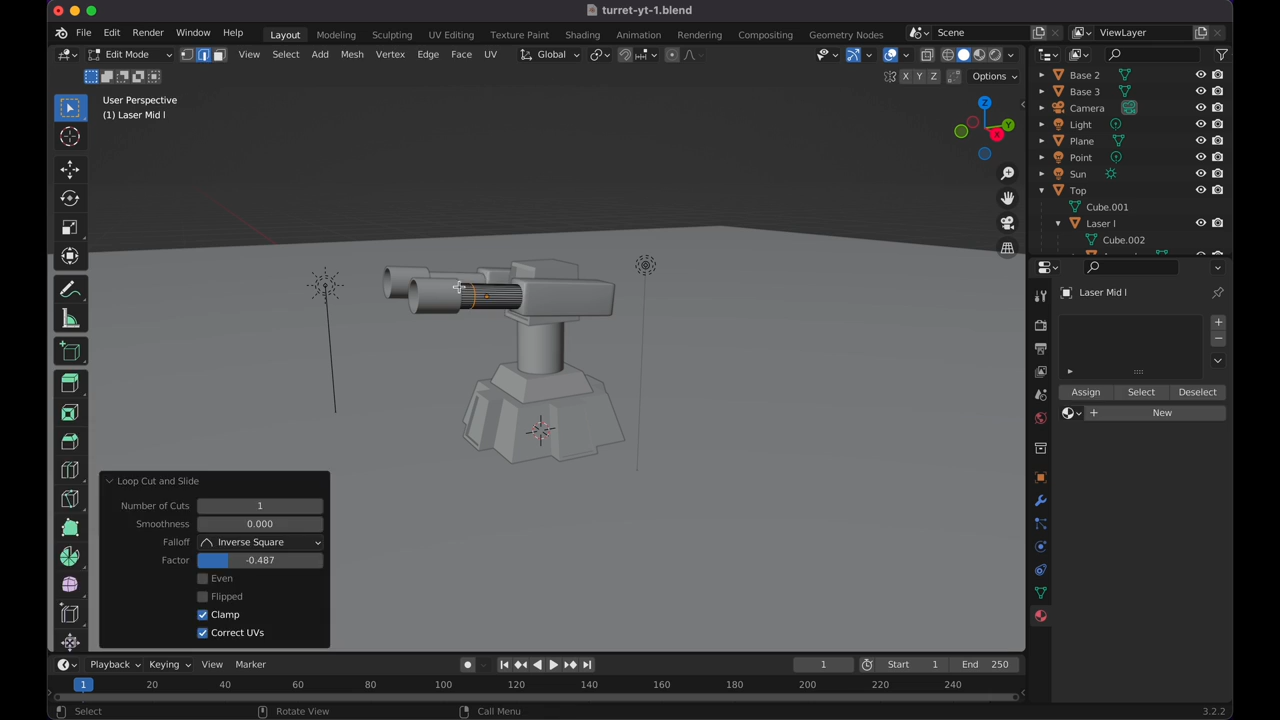 turret-yt-1.blend
File Edit Render Window Help Layout Modeling Sculpting UV Editing Texture Paint Shading Animation Rendering Compositing Geometry Nodes Scene ViewLayer
Edit Mode View Select Add Mesh Vertex Edge Face UV Global
X Y Z Options
User Perspective
(1) Laser Mid l
Z
Y
X
Base 2
Base 3
Camera
Light
Plane
Point
Sun
Top
Cube.001
Laser l
Cube.002
Laser Mid l
Assign Select Deselect
New
Loop Cut and Slide
Number of Cuts 1
Smoothness 0.000
Falloff Inverse Square
Factor -0.487
Even
Flipped
Clamp
Correct UVs
Playback Keying View Marker 1 Start 1 End 250
1 20 40 60 80 100 120 140 160 180 200 220 240
Select Rotate View Call Menu 3.2.2